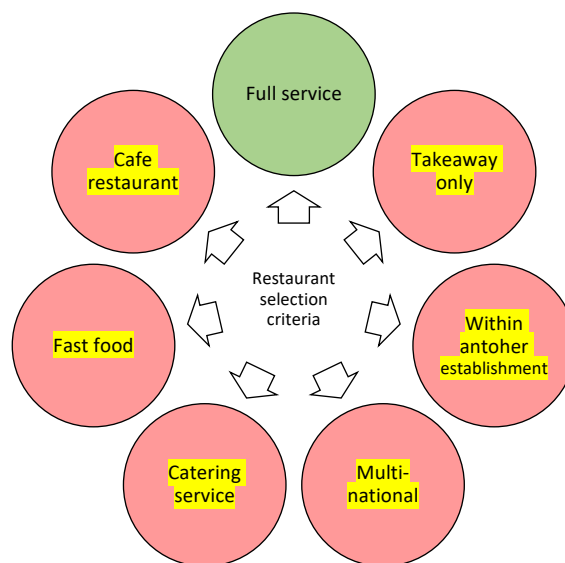 Full service
Cafe
restaurant
Takeaway
only
Restaurant
selection
criteria
Fast food
Within
antoher
establishment
Catering
service
Multi-
national